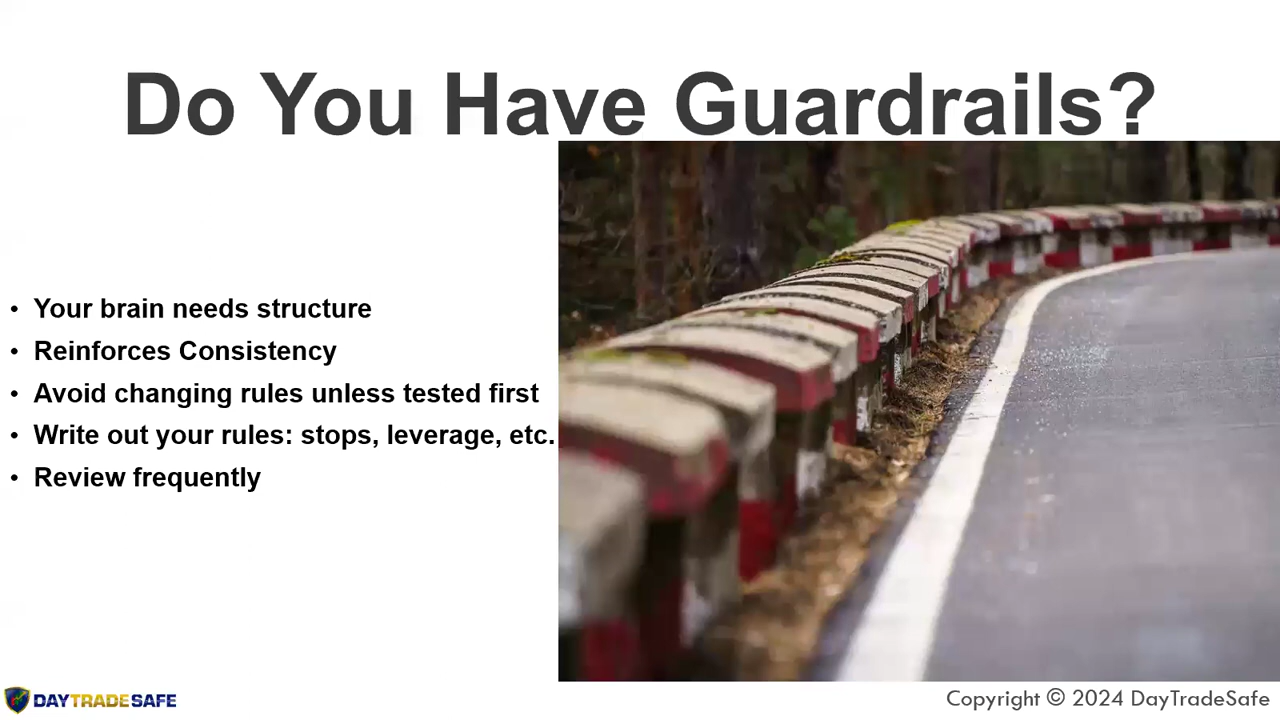 Do You Have Guardrails?
• Your brain needs structure
• Reinforces Consistency
• Avoid changing rules unless tested first
• Write out your rules: stops, leverage, etc.
• Review frequently
DAYTRADESAFE
Copyright © 2024 DayTradeSafe